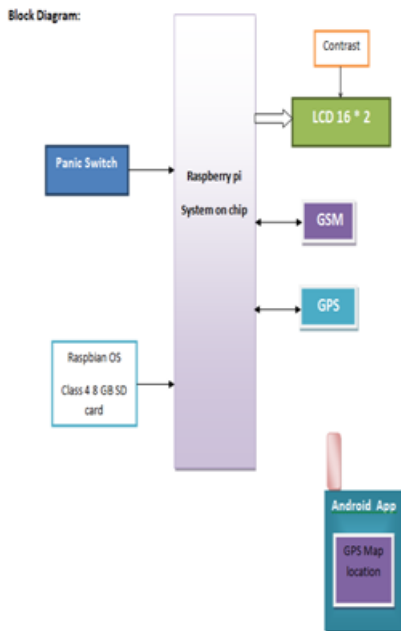 Block Diagram:
Contrast
LCD 16 * 2
Panic Switch
Raspberry pi
System on chip
GSM
GPS
Raspbian OS
Class 4 8 GB SD
card
Android App
GPS Map
location